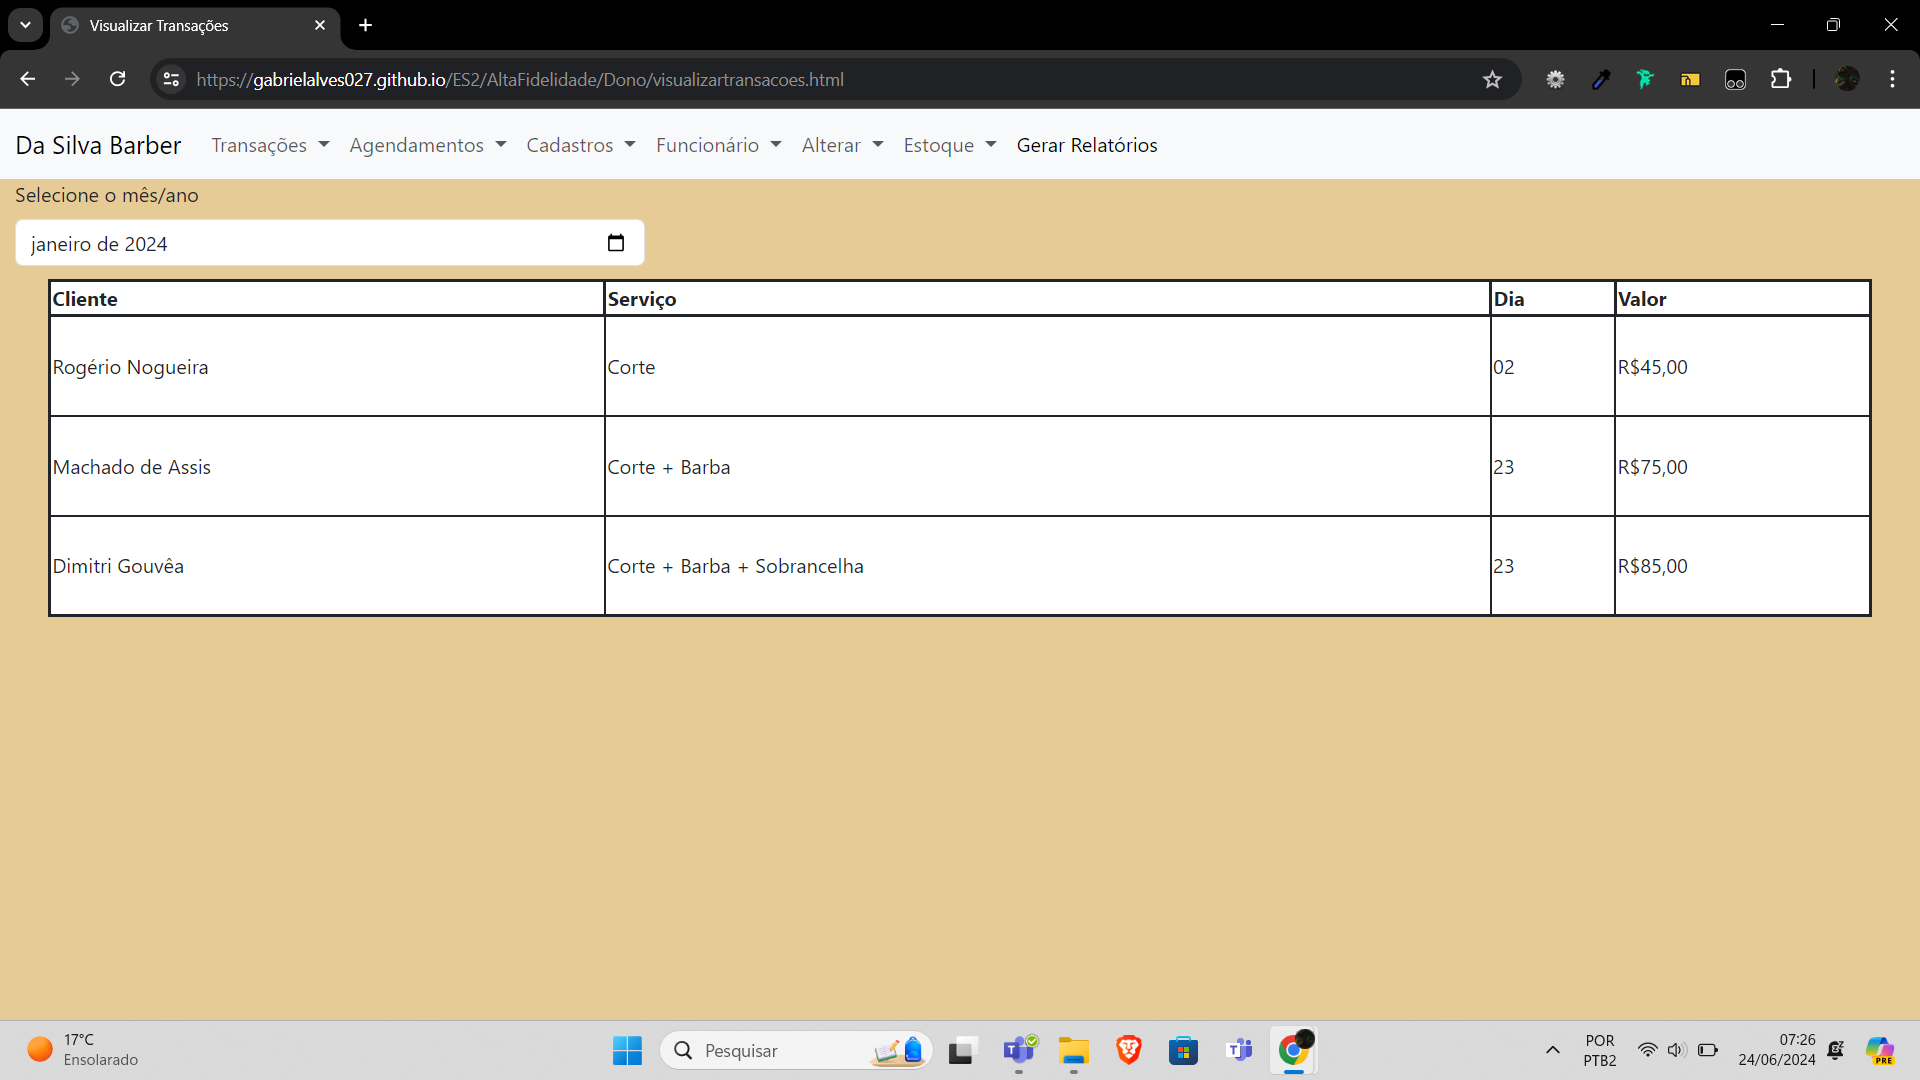 Visualizar Transações
https://gabrielalves027.github.io/ES2/AltaFidelidade/Dono/visualizartransacoes.html
Da Silva Barber Transações Agendamentos Cadastros Funcionário Alterar Estoque Gerar Relatórios
Selecione o mês/ano
janeiro de 2024
Cliente Serviço Dia Valor
Rogério Nogueira Corte 02 R$45,00
Machado de Assis Corte + Barba 23 R$75,00
Dimitri Gouvêa Corte + Barba + Sobrancelha 23 R$85,00
17°C
Ensolarado
Pesquisar
POR
PTB2
07:26
24/06/2024
PRE